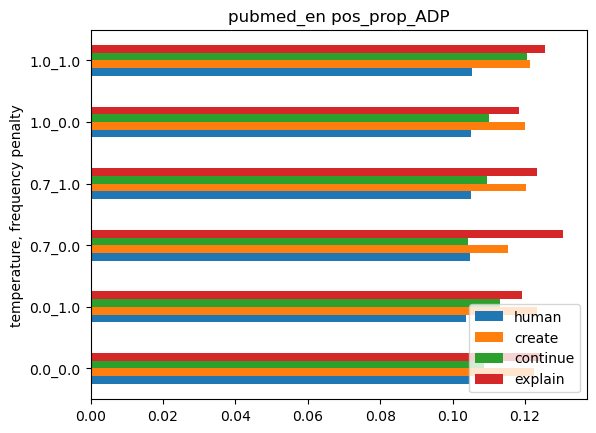 pubmed_en pos_prop_ADP
temperature, frequency penalty
1.0_1.0
1.0_0.0
0.7_1.0
0.7_0.0
0.0_1.0
0.0_0.0
human
create
continue
explain
0.00 0.02 0.04 0.06 0.08 0.10 0.12